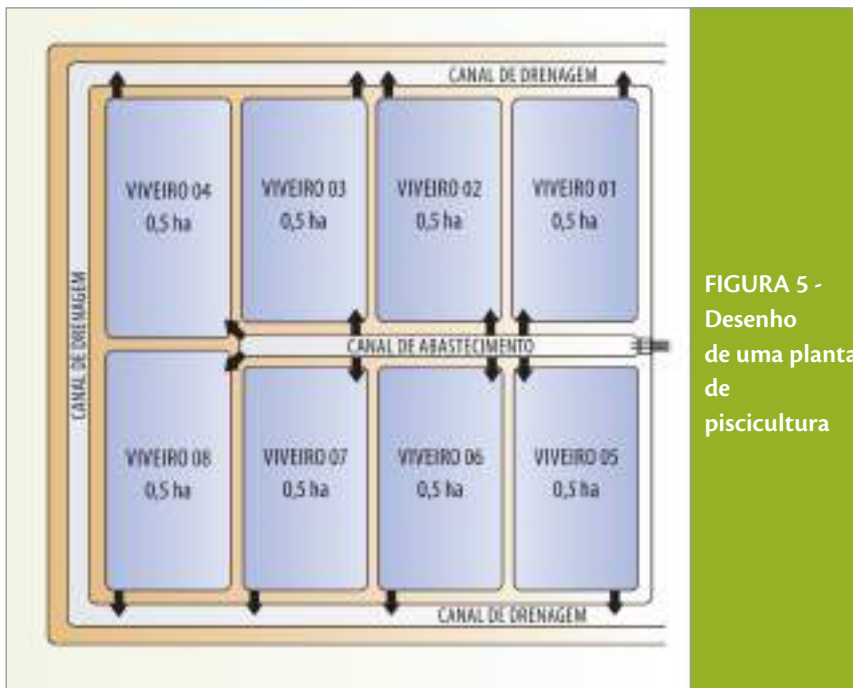 CANAL DE DRENAGEM
VIVEIRO 04
0,5 ha
VIVEIRO 03
0,5 ha
VIVEIRO 02
0,5 ha
VIVEIRO 01
0,5 ha
CANAL DE DRENAGEM
CANAL DE ABASTECIMENTO
VIVEIRO 08
0,5 ha
VIVEIRO 07
0,5 ha
VIVEIRO 06
0,5 ha
VIVEIRO 05
0,5 ha
CANAL DE DRENAGEM
FIGURA 5 -
Desenho
de uma planta
de
piscicultura